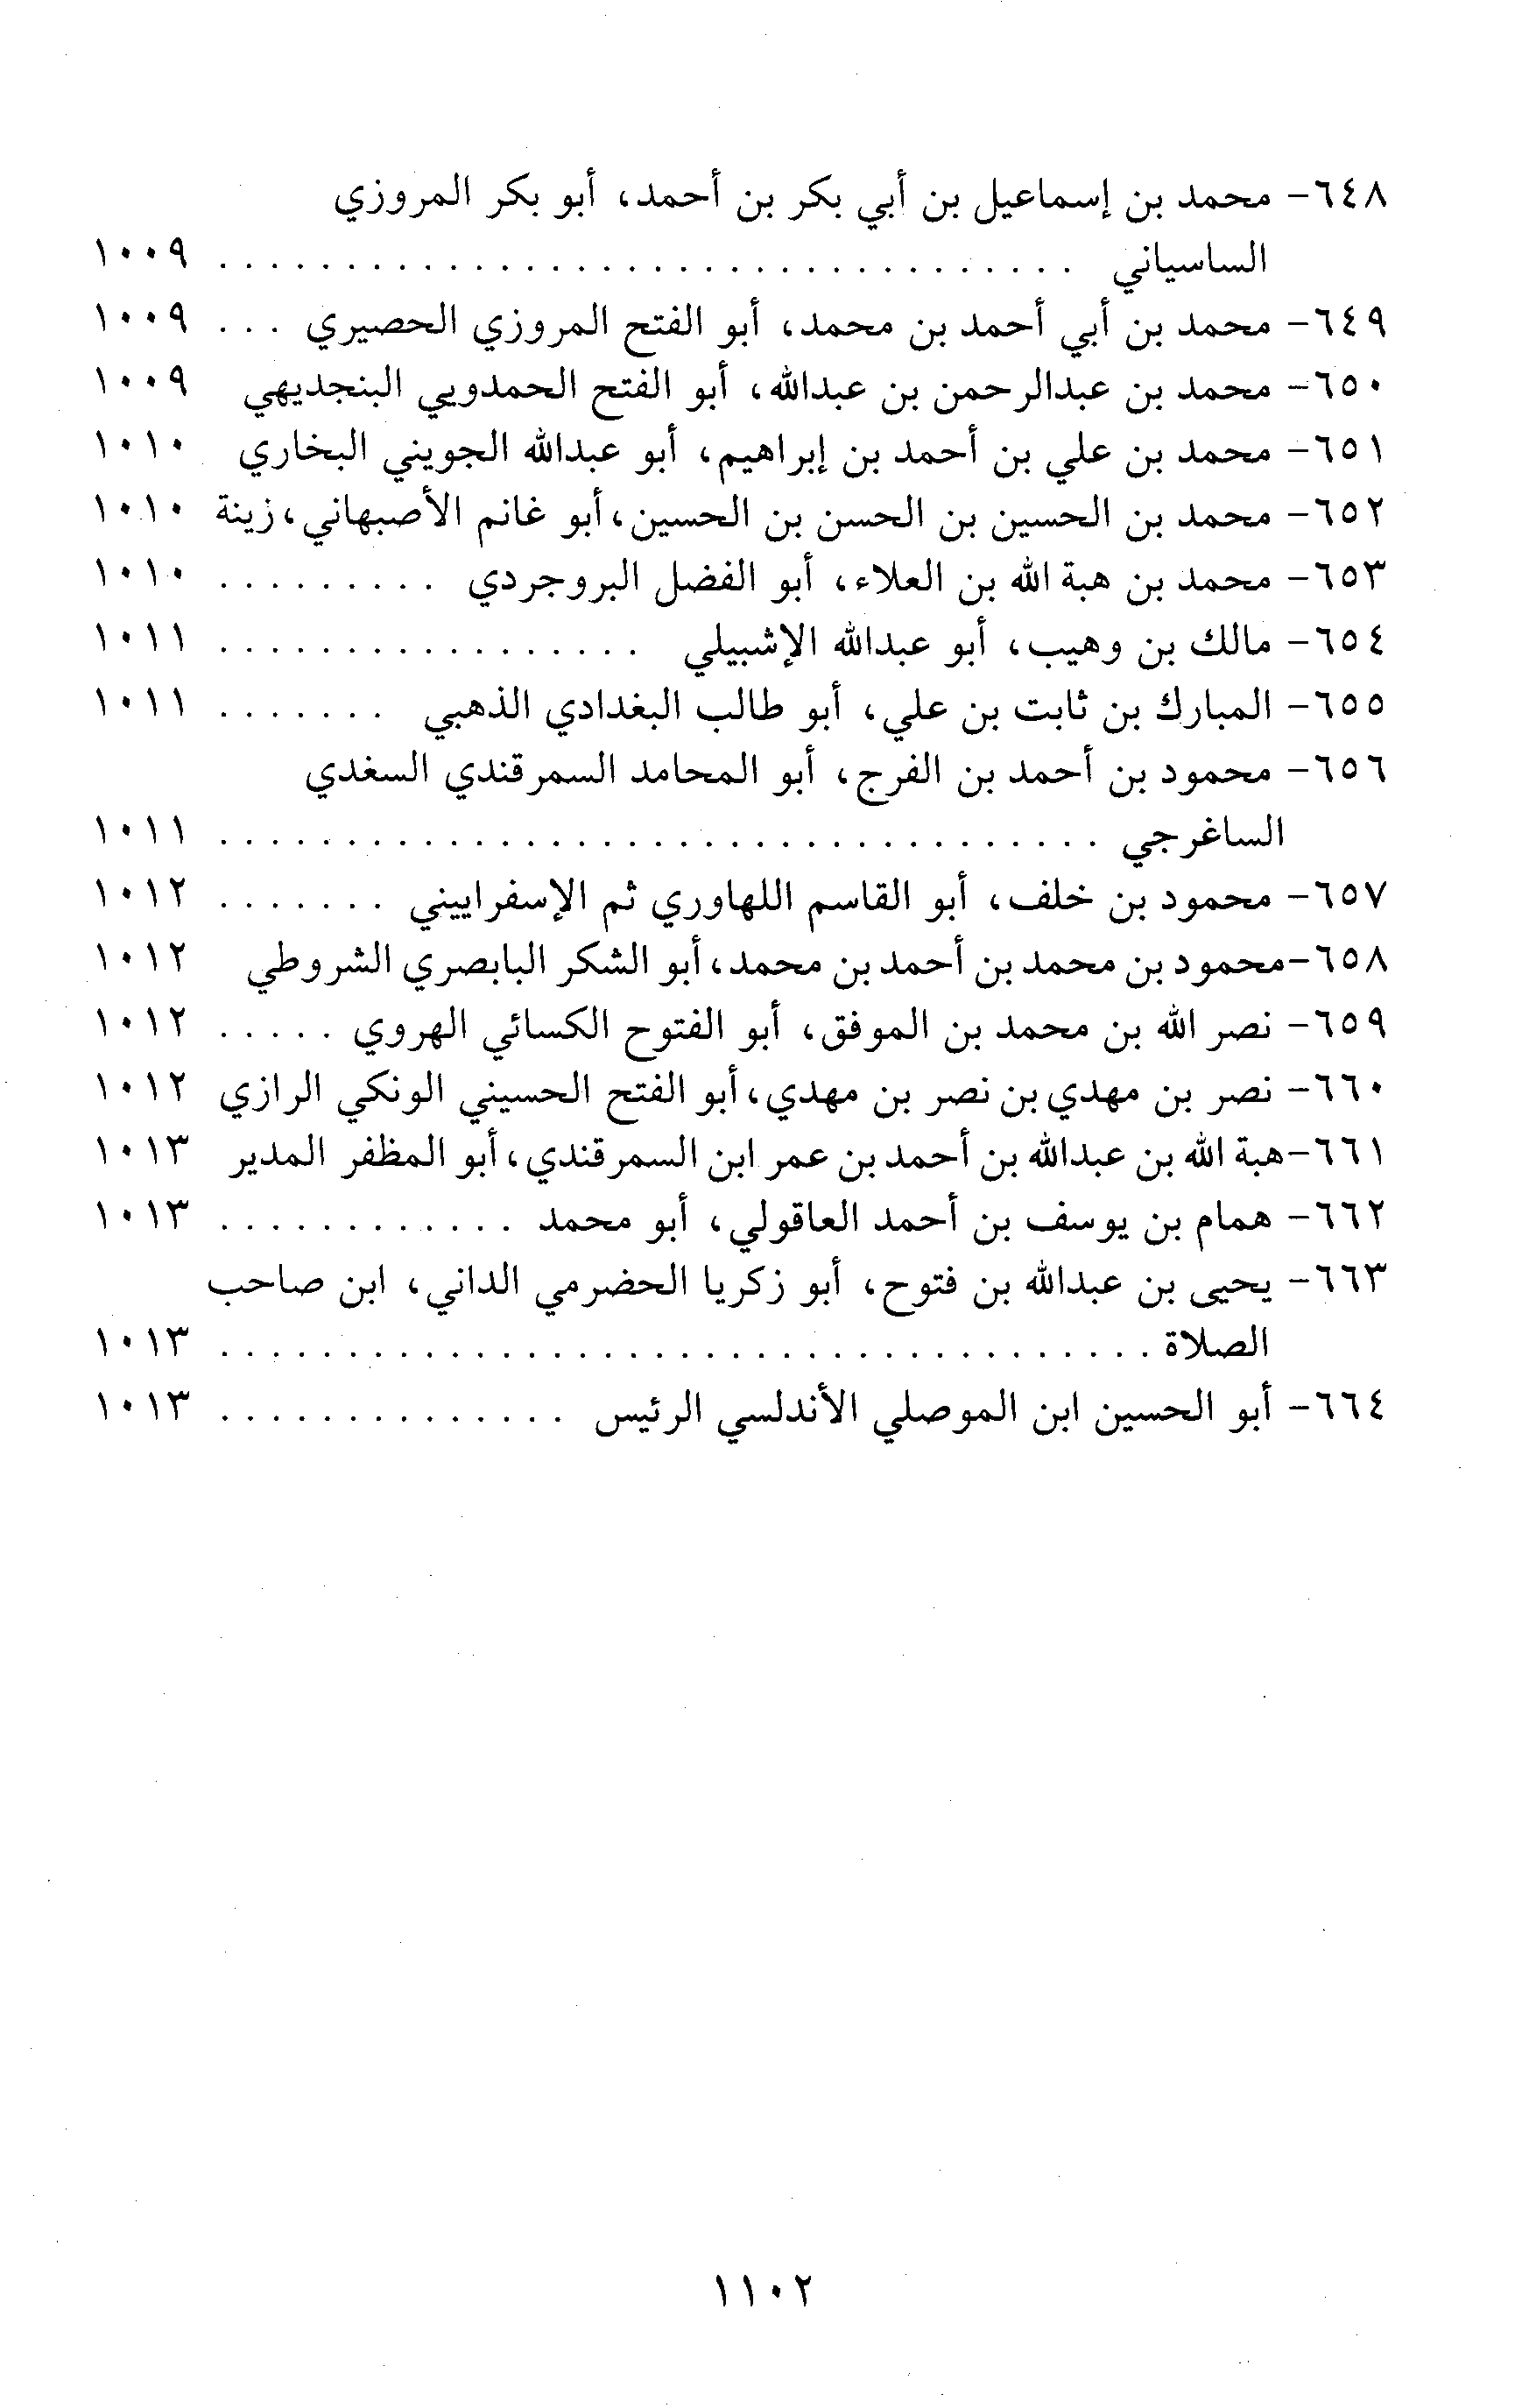 ٦٤٨- محمد بن إسماعيل بن أبي بكر بن أحمد، أبو بكر المروزي
الساسياني . . . . . . . . . . . . . . . . . . . . . . . . . . . . . . . . . . ١٠٠٩
٦٤٩- محمد بن أبي أحمد بن محمد، أبو الفتح المروزي الحصيري . . . ١٠٠٩
٦٥٠- محمد بن عبدالرحمن بن عبدالله، أبو الفتح الحمدويي البنجديهي ١٠٠٩
٦٥١- محمد بن علي بن أحمد بن إبراهيم، أبو عبدالله الجويني البخاري ١٠١٠
٦٥٢- محمد بن الحسين بن الحسن بن الحسين، أبو غانم الأصبهاني، زينة ١٠١٠
٦٥٣- محمد بن هبة الله بن العلاء، أبو الفضل البروجردي . . . . . . . . . ١٠١٠
٦٥٤- مالك بن وهيب، أبو عبدالله الإشبيلي . . . . . . . . . . . . . . . . . ١٠١١
٦٥٥- المبارك بن ثابت بن علي، أبو طالب البغدادي الذهبي . . . . . . . ١٠١١
٦٥٦- محمود بن أحمد بن الفرج، أبو المحامد السمرقندي السغدي
الساغرجي . . . . . . . . . . . . . . . . . . . . . . . . . . . . . . . . . . . ١٠١١
٦٥٧- محمود بن خلف، أبو القاسم اللهاوري ثم الإسفراييني . . . . . . . ١٠١٢
٦٥٨- محمود بن محمد بن أحمد بن محمد، أبو الشكر البابصري الشروطي ١٠١٢
٦٥٩- نصر الله بن محمد بن الموفق، أبو الفتوح الكسائي الهروي . . . . . ١٠١٢
٦٦٠- نصر بن مهدي بن نصر بن مهدي، أبو الفتح الحسيني الونكي الرازي ١٠١٢
٦٦١- هبة الله بن عبدالله بن أحمد بن عمر ابن السمرقندي، أبو المظفر المدير ١٠١٣
٦٦٢- همام بن يوسف بن أحمد العاقولي، أبو محمد . . . . . . . . . . . . ١٠١٣
٦٦٣- يحيى بن عبدالله بن فتوح، أبو زكريا الحضرمي الداني، ابن صاحب
الصلاة . . . . . . . . . . . . . . . . . . . . . . . . . . . . . . . . . . . . . ١٠١٣
٦٦٤- أبو الحسين ابن الموصلي الأندلسي الرئيس . . . . . . . . . . . . . . ١٠١٣
١١٠٢